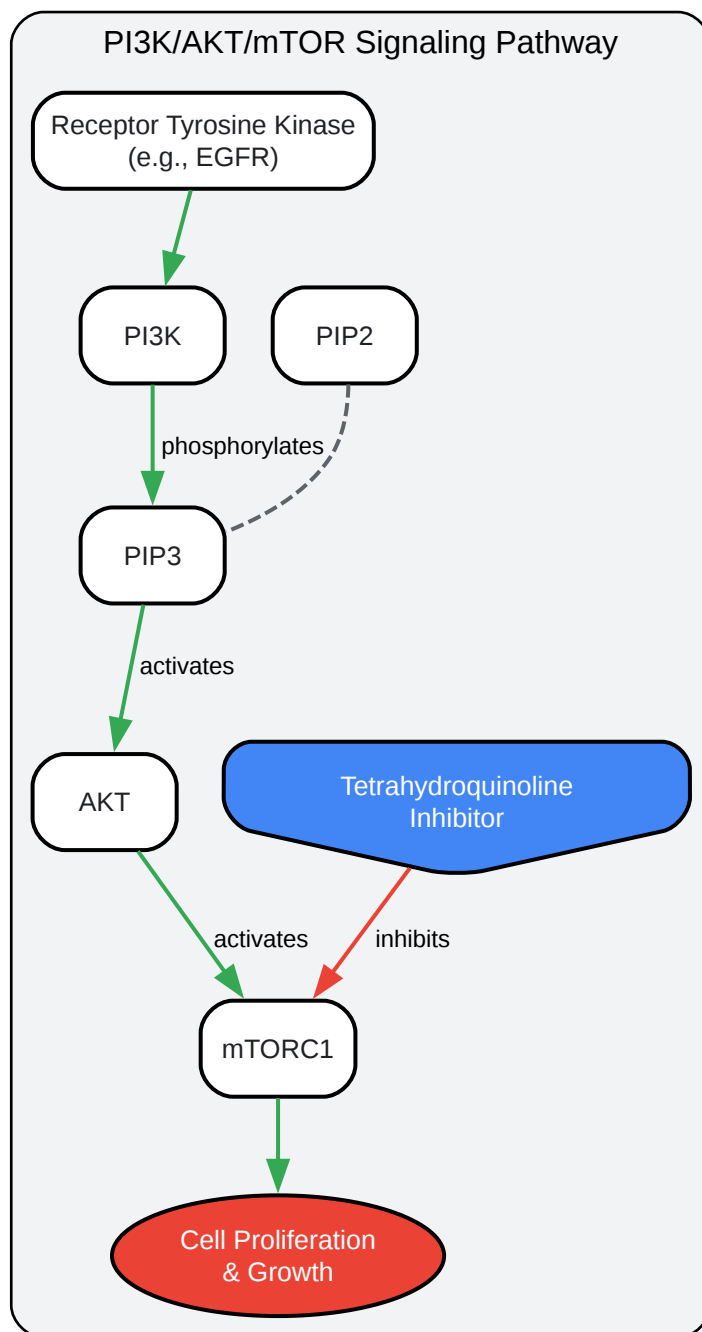 PI3K/AKT/mTOR Signaling Pathway
Receptor Tyrosine Kinase
(e.g., EGFR)
PI3K
PIP2
phosphorylates
PIP3
activates
AKT
Tetrahydroquinoline
Inhibitor
activates
inhibits
mTORC1
Cell Proliferation
& Growth